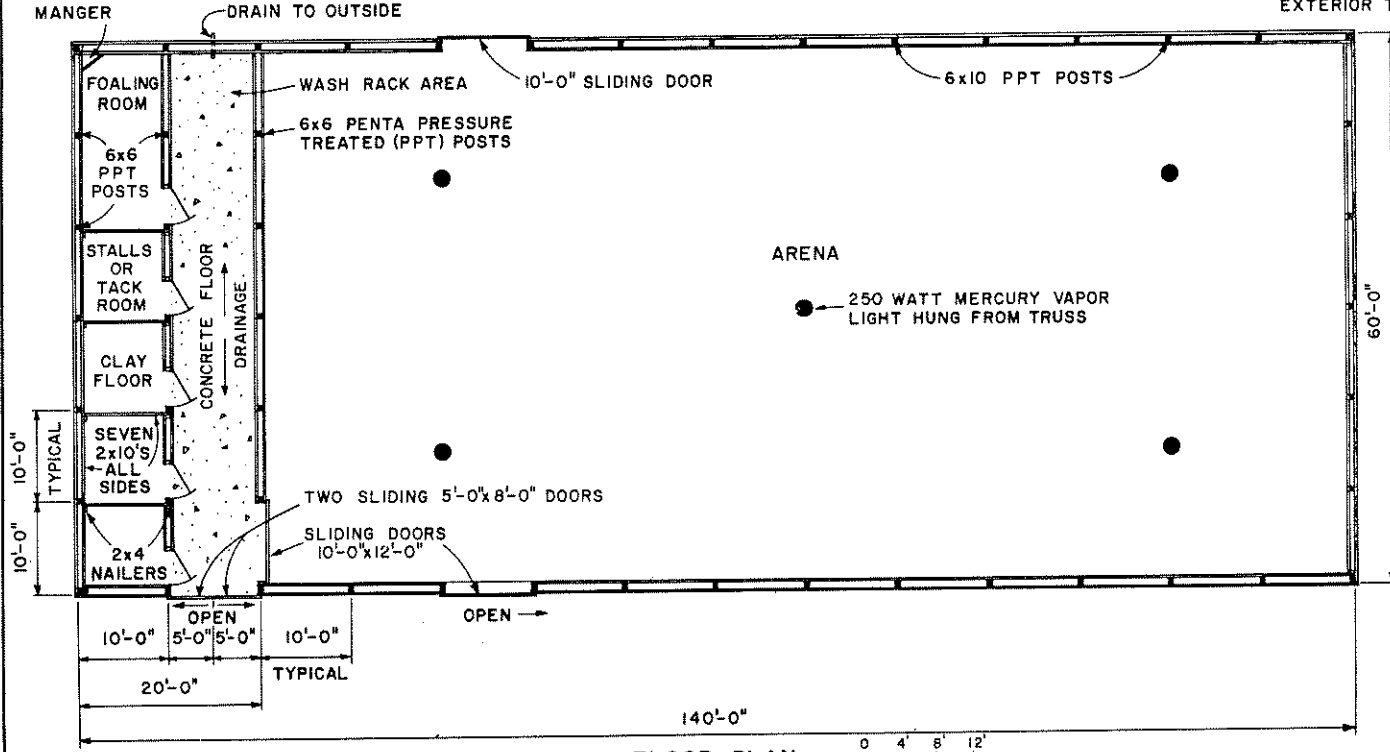 MANGER
DRAIN TO OUTSIDE
EXTERIOR T
FOALING
ROOM
WASH RACK AREA
10'-0" SLIDING DOOR
6x10 PPT POSTS
6x6 PENTA PRESSURE
TREATED (PPT) POSTS
6x6
PPT
POSTS
STALLS
OR
TACK
ROOM
CONCRETE FLOOR
DRAINAGE
ARENA
250 WATT MERCURY VAPOR
LIGHT HUNG FROM TRUSS
60'-0"
CLAY
FLOOR
10'-0"
TYPICAL
SEVEN
2x10'S
ALL
SIDES
TWO SLIDING 5'-0"x8'-0" DOORS
SLIDING DOORS
10'-0"x12'-0"
10'-0"
2x4
NAILERS
OPEN
OPEN
10'-0" 5'-0" 5'-0" 10'-0"
TYPICAL
20'-0"
140'-0"
FLOOR PLAN
0 4' 8' 12'